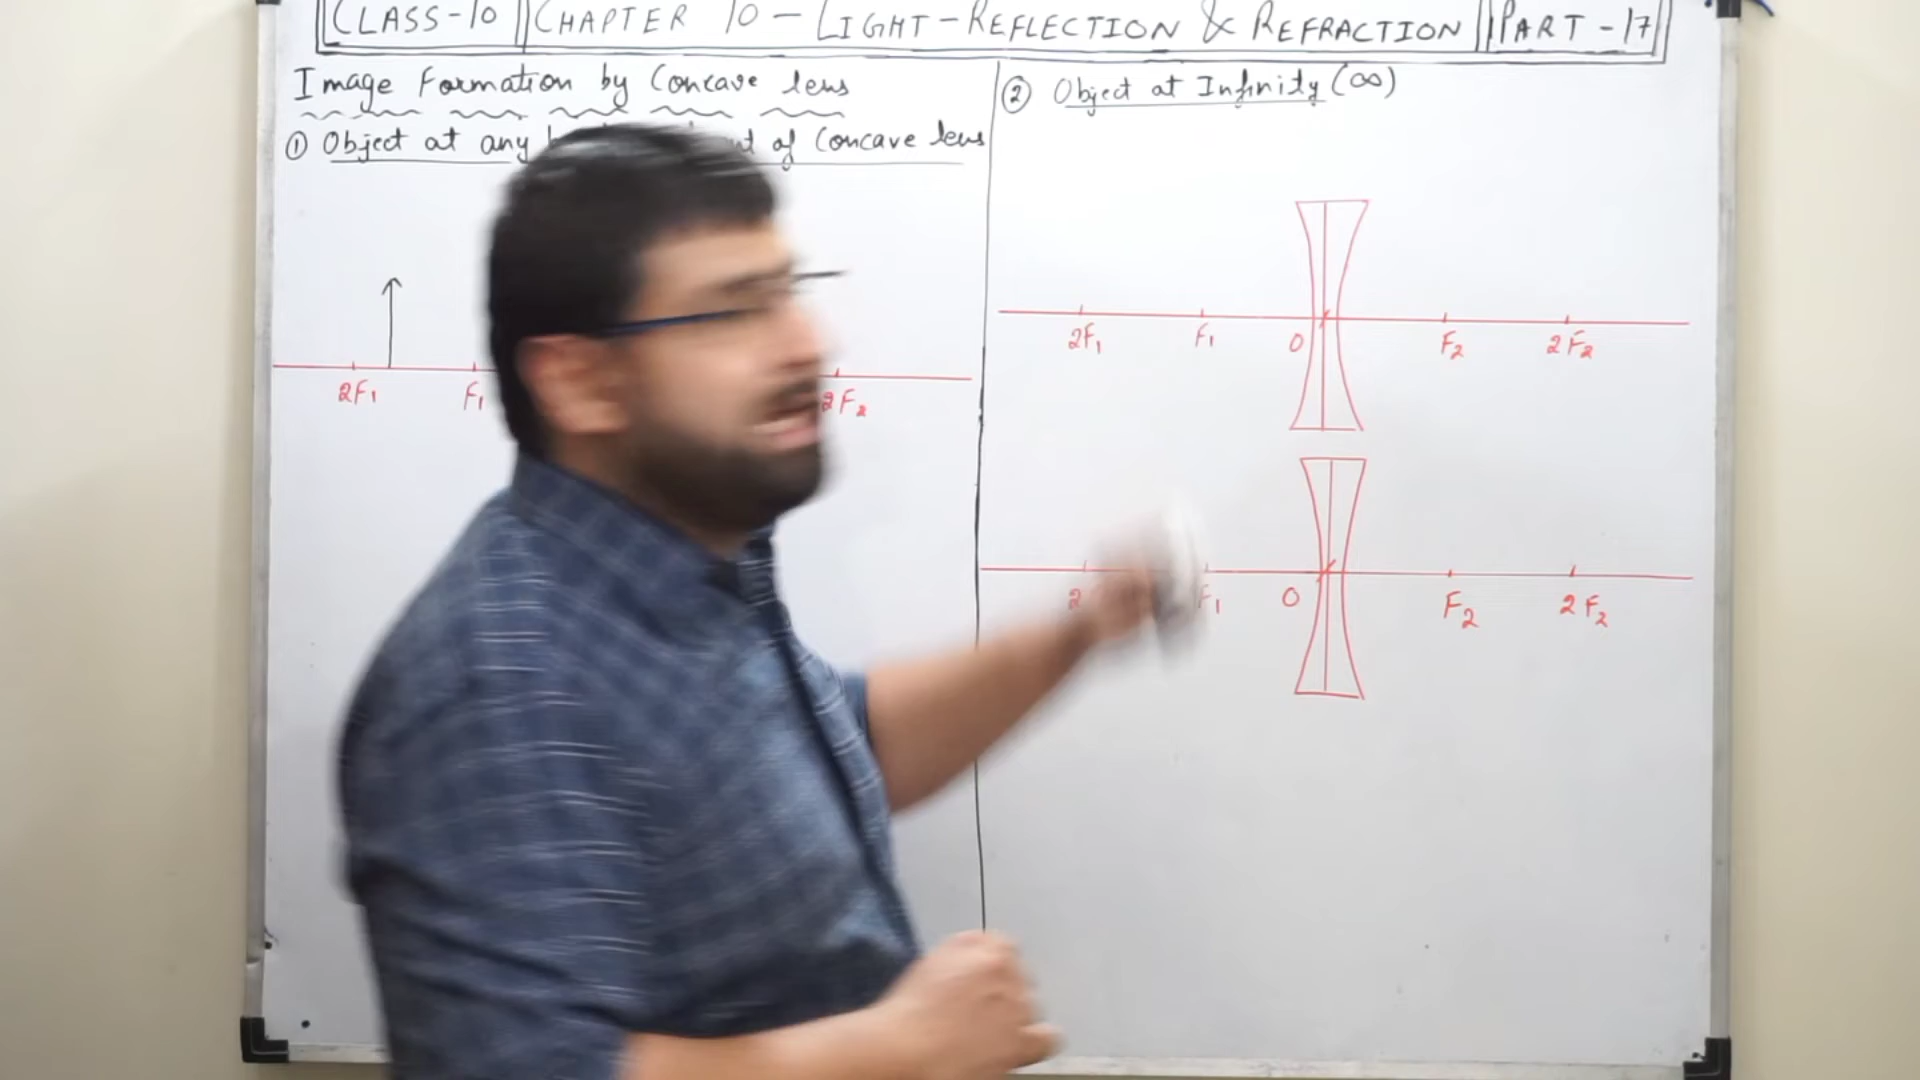 CLASS-10 CHAPTER 10 - LIGHT-REFLECTION & REFRACTION PART-17
Image Formation by Concave lens
① Object at any of Concave lens
2F₁ F₁ 2F₂
② Object at Infinity (∞)
2F₁ F₁ O F₂ 2F₂
2 F₁ O F₂ 2F₂